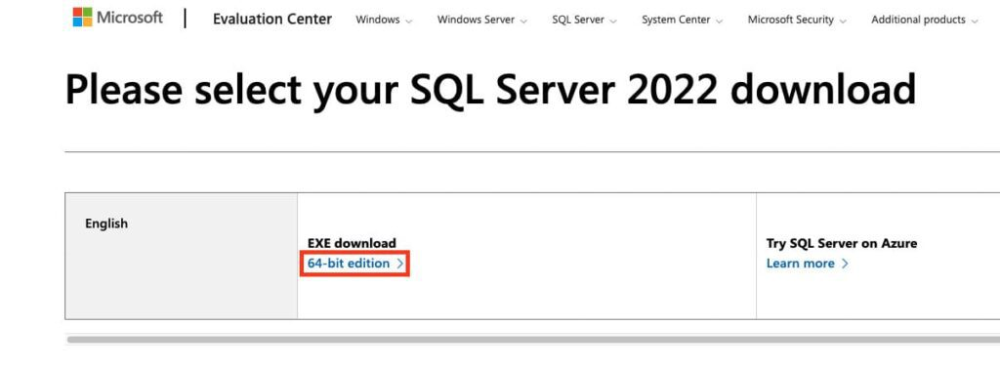 Microsoft Evaluation Center Windows Windows Server SQL Server System Center Microsoft Security Additional products
Please select your SQL Server 2022 download
English
EXE download
64-bit edition
Try SQL Server on Azure
Learn more